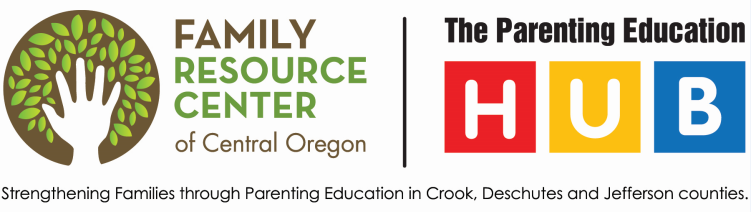 FAMILY
RESOURCE
CENTER
of Central Oregon
The Parenting Education
HUB
Strengthening Families through Parenting Education in Crook, Deschutes and Jefferson counties.